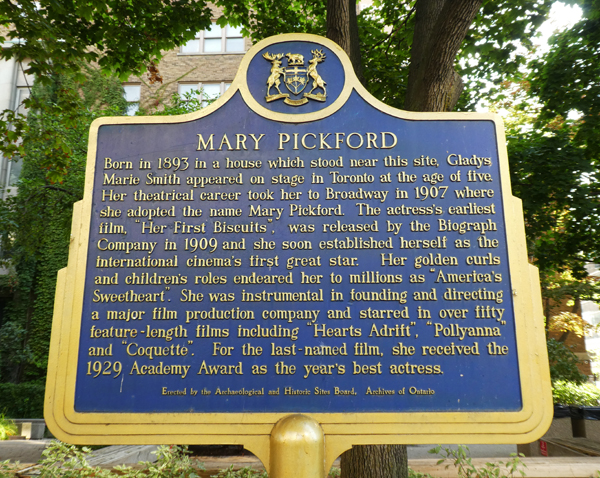 MARY PICKFORD
Born in 1893 in a house which stood near this site, Gladys
Marie Smith appeared on stage in Toronto at the age of five.
Her theatrical career took her to Broadway in 1907 where
she adopted the name Mary Pickford. The actress's earliest
film, "Her First Biscuits", was released by the Biograph
Company in 1909 and she soon established herself as the
international cinema's first great star. Her golden curls
and children's roles endeared her to millions as "America's
Sweetheart". She was instrumental in founding and directing
a major film production company and starred in over fifty
feature-length films including "Hearts Adrift", "Pollyanna"
and "Coquette". For the last-named film, she received the
1929 Academy Award as the year's best actress.
Erected by the Archaeological and Historic Sites Board, Archives of Ontario